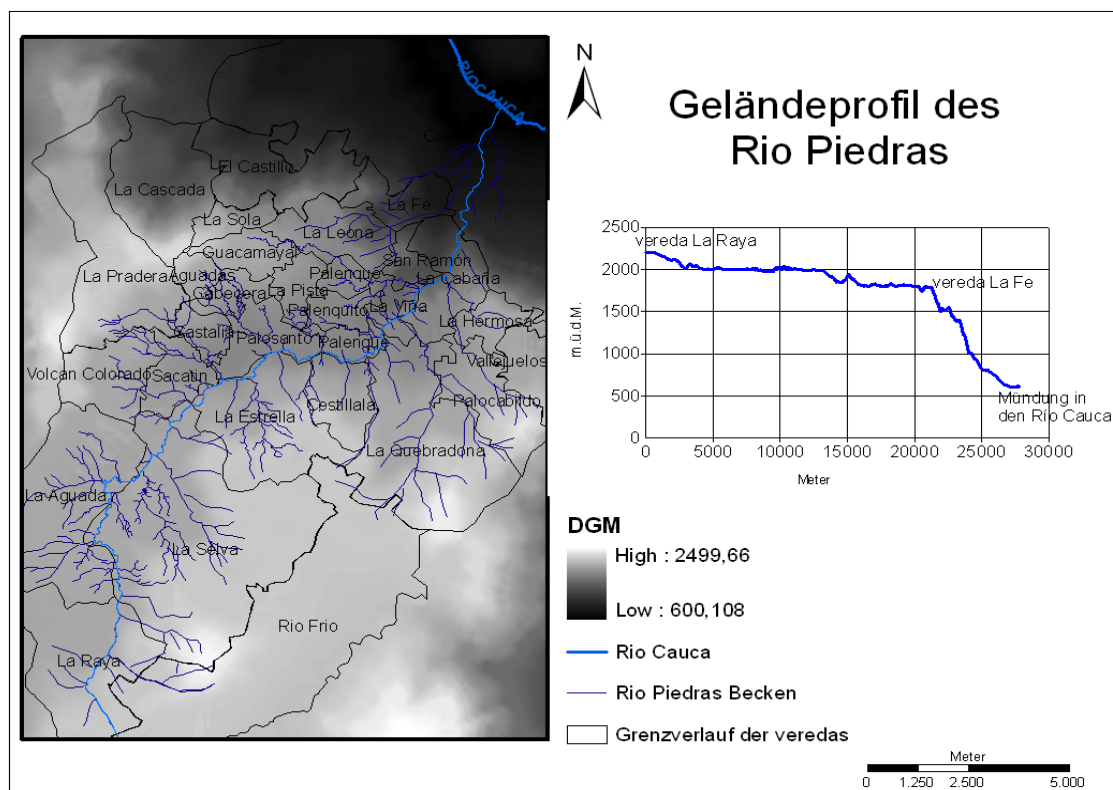 RIOCAUCA
El Castillo
La Cascada
La Fe
La Sola
La Leona
Guacamayal
San Ramón
La Pradera
Aguadas
Palenque
La Cabaña
Cabecera
La Pista
Palenquito
La Viña
La Hermosa
Castalia
Palosanto
Palenque
Vallejuelos
Volcan Colorado
Sacatin
Cestillala
Palocabildo
La Estrella
La Quebradona
La Aguada
La Selva
Rio Frio
La Raya
N
Geländeprofil des
Rio Piedras
2500
2000
1500
1000
500
0
m.ü.d.M.
vereda La Raya
vereda La Fe
Mündung in
den Río Cauca
0 5000 10000 15000 20000 25000 30000
Meter
DGM
High : 2499,66
Low : 600,108
Rio Cauca
Rio Piedras Becken
Grenzverlauf der veredas
Meter
0 1.250 2.500 5.000